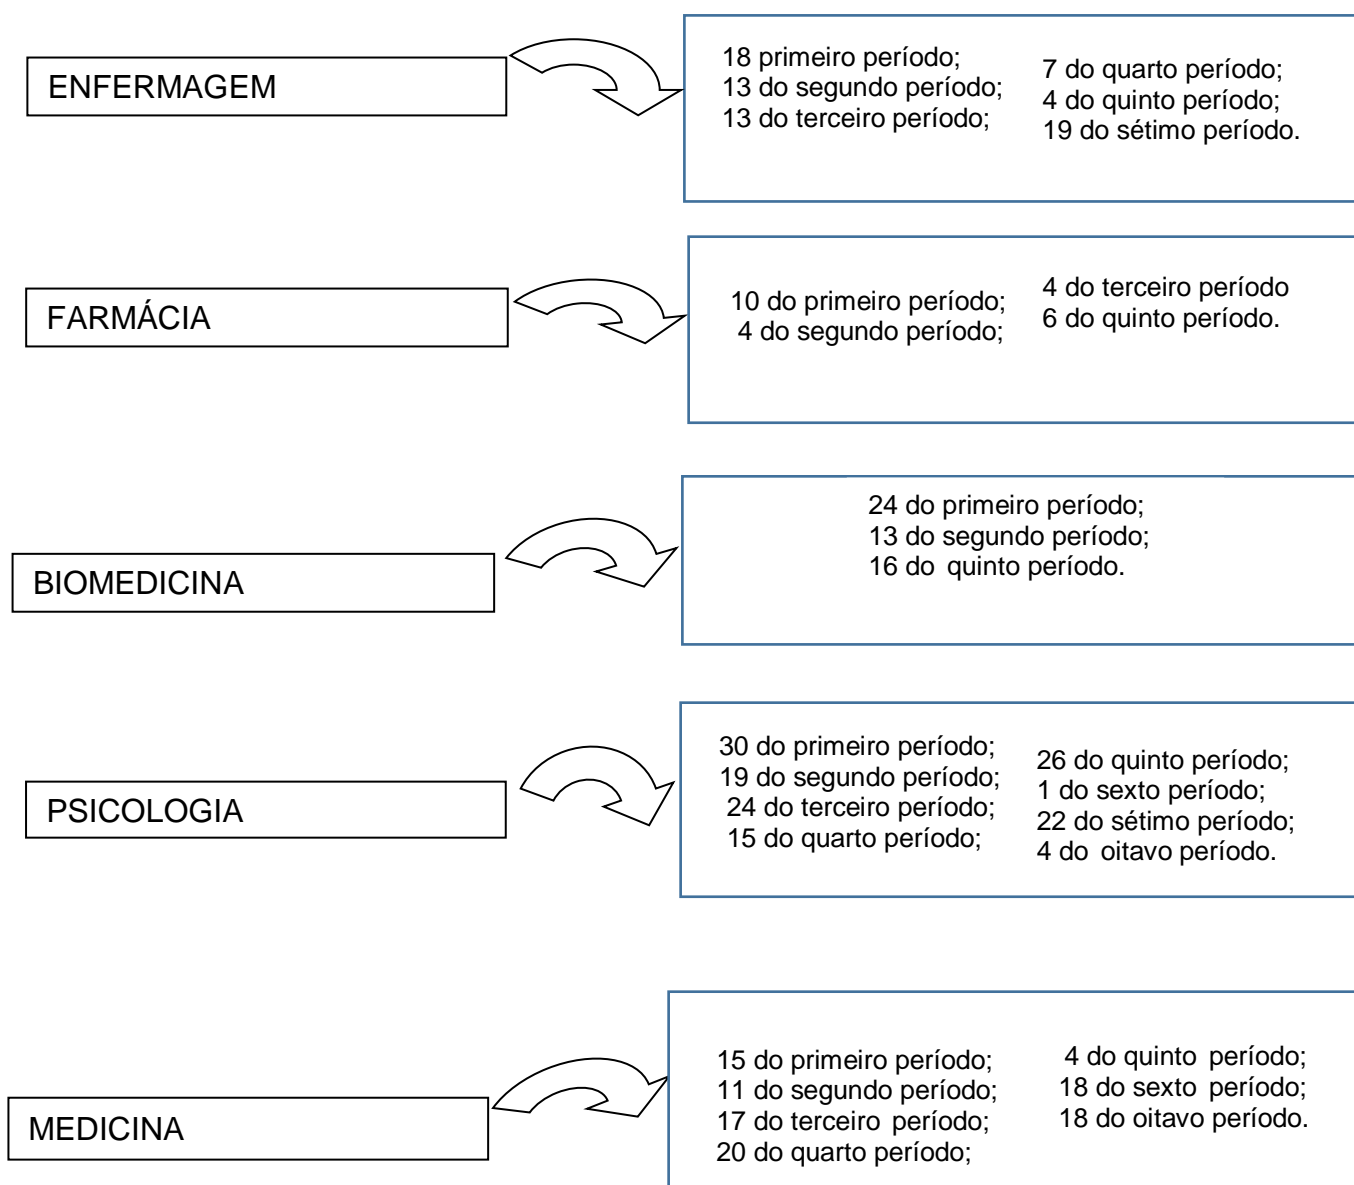 ENFERMAGEM
18 primeiro período;
13 do segundo período;
13 do terceiro período;
7 do quarto período;
4 do quinto período;
19 do sétimo período.
FARMÁCIA
10 do primeiro período;
4 do segundo período;
4 do terceiro período
6 do quinto período.
BIOMEDICINA
24 do primeiro período;
13 do segundo período;
16 do quinto período.
PSICOLOGIA
30 do primeiro período;
19 do segundo período;
24 do terceiro período;
15 do quarto período;
26 do quinto período;
1 do sexto período;
22 do sétimo período;
4 do oitavo período.
MEDICINA
15 do primeiro período;
11 do segundo período;
17 do terceiro período;
20 do quarto período;
4 do quinto período;
18 do sexto período;
18 do oitavo período.